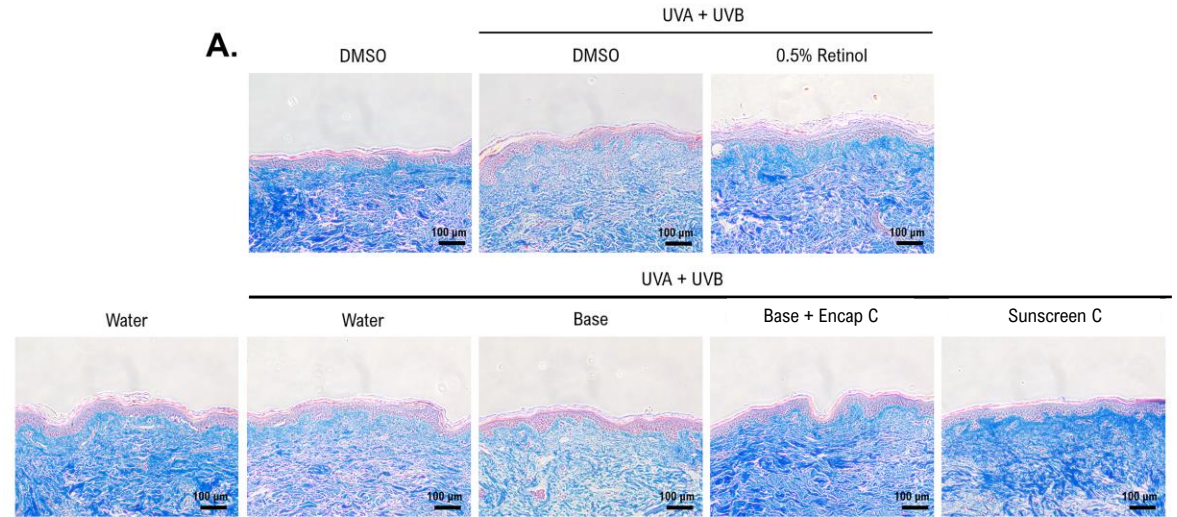 UVA + UVB
A.
DMSO
DMSO
0.5% Retinol
100 µm
100 µm
100 µm
UVA + UVB
Water
Water
Base
Base + Encap C
Sunscreen C
100 µm
100 µm
100 µm
100 µm
100 µm